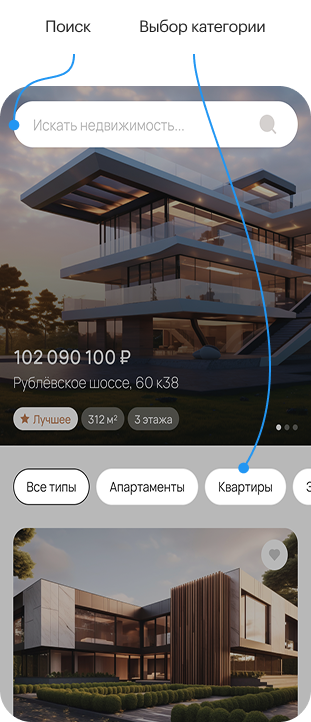 Поиск
Выбор категории
Искать недвижимость...
102 090 100 ₽
Рублёвское шоссе, 60 к38
Лучшее
312 м²
3 этажа
Все типы
Апартаменты
Квартиры